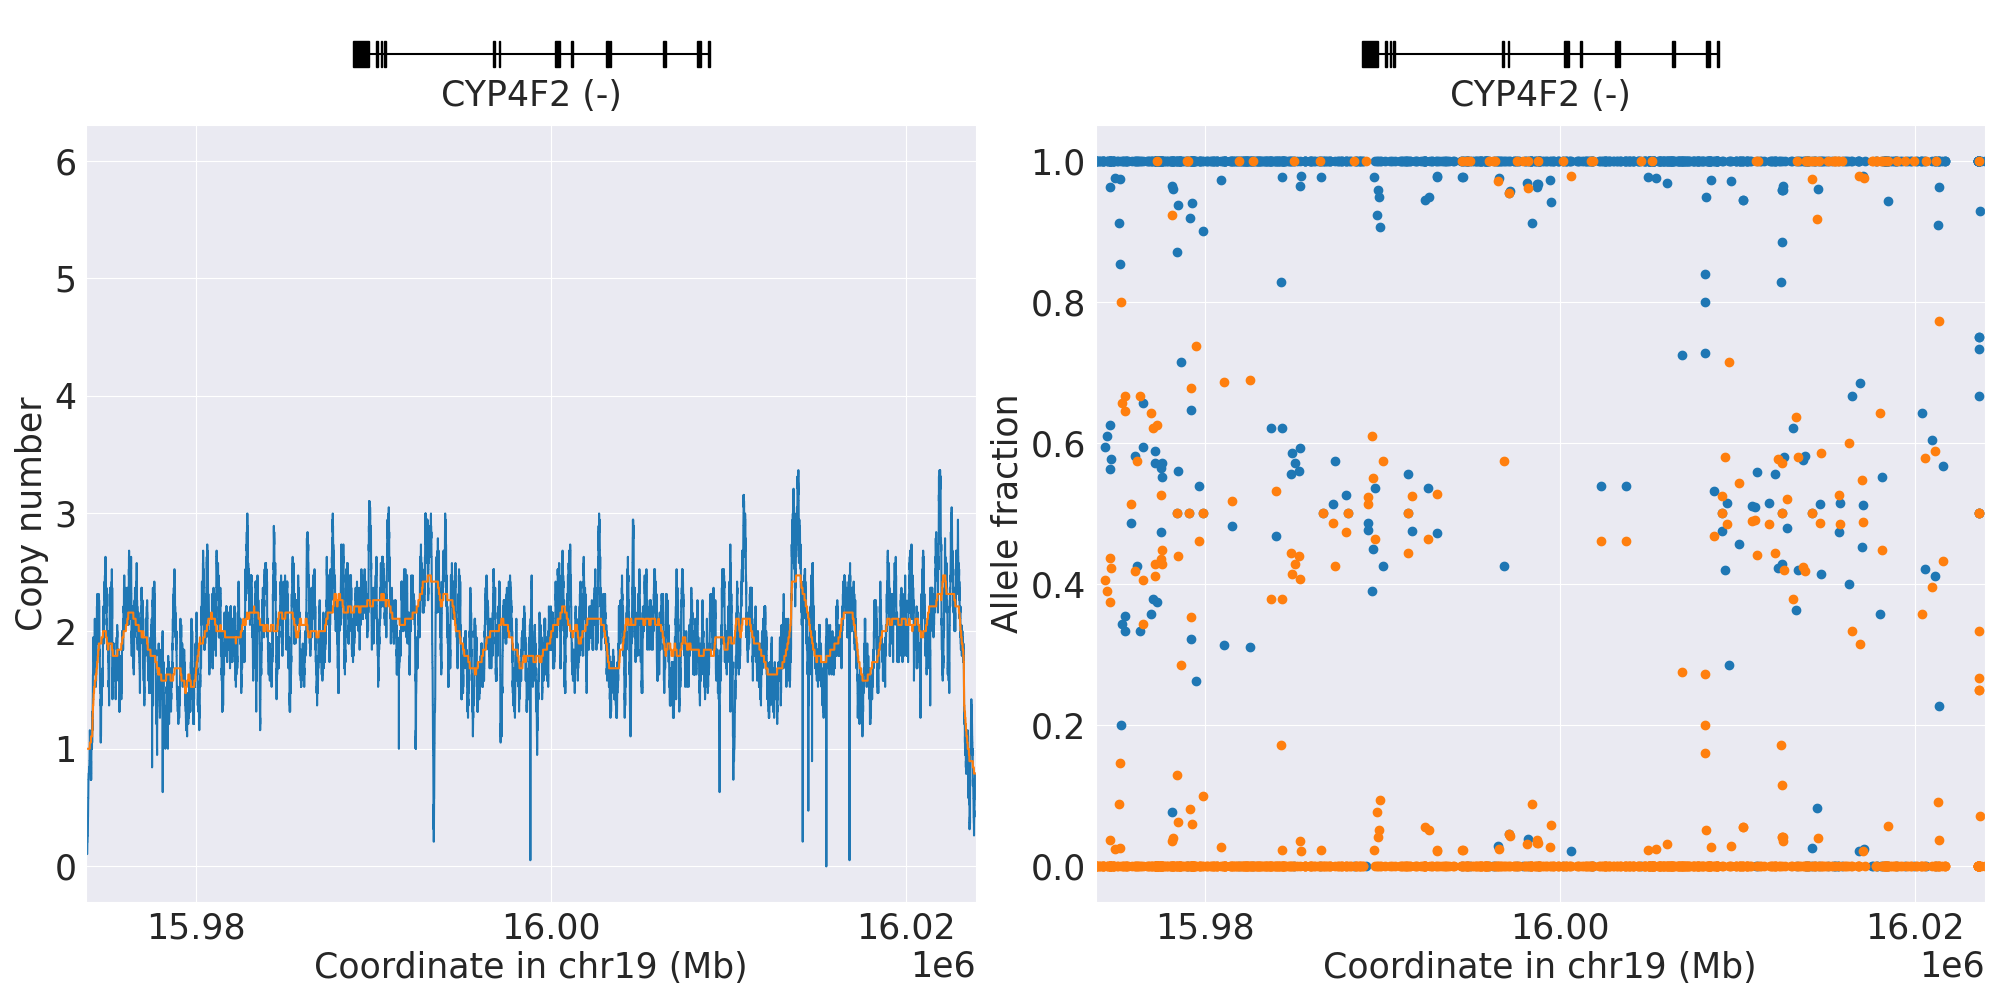 CYP4F2 (-)
Copy number
6
5
4
3
2
1
0
15.98
16.00
16.02
Coordinate in chr19 (Mb)
1e6
CYP4F2 (-)
Allele fraction
1.0
0.8
0.6
0.4
0.2
0.0
15.98
16.00
16.02
Coordinate in chr19 (Mb)
1e6